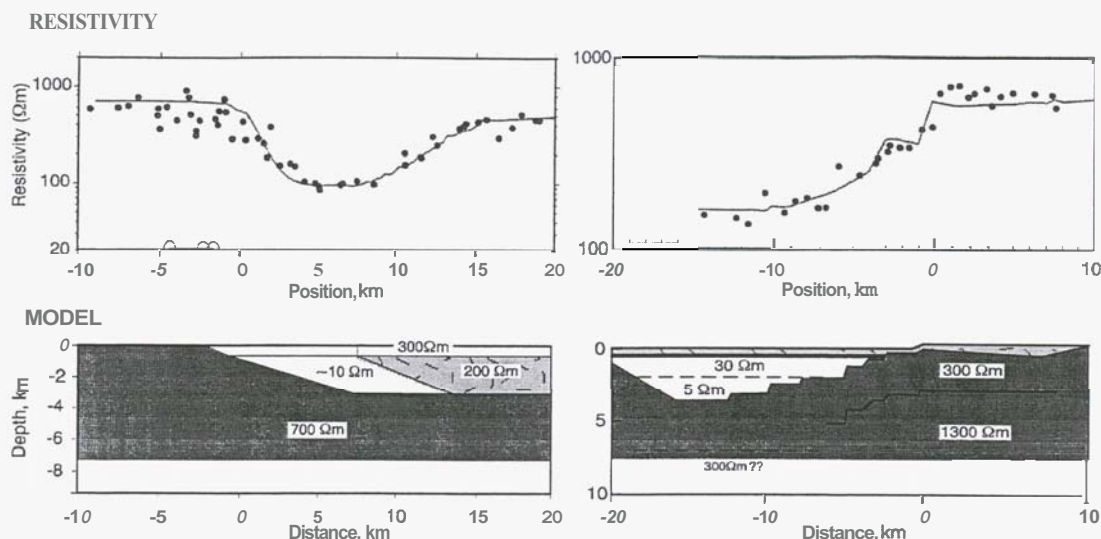 RESISTIVITY
Resistivity (Ωm)
1000
100
20
-10 -5 0 5 10 15 20
Position, km
1000
100
-20 -10 0 10
Position, km
MODEL
Depth, km
0
-2
-4
-6
-8
300Ωm
~10 Ωm
200Ωm
700 Ωm
-10 -5 0 5 10 15 20
Distance, km
0
5
10
30 Ωm
5 Ωm
300 Ωm
1300 Ωm
300Ωm??
-20 -10 0 10
Distance, km